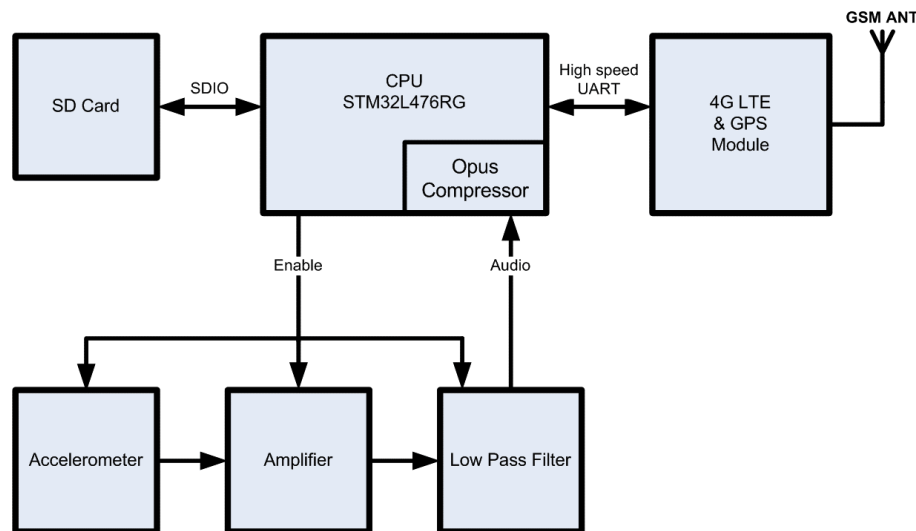 GSM ANT
SD Card
SDIO
CPU
STM32L476RG
Opus
Compressor
High speed
UART
4G LTE
& GPS
Module
Enable
Audio
Accelerometer
Amplifier
Low Pass Filter